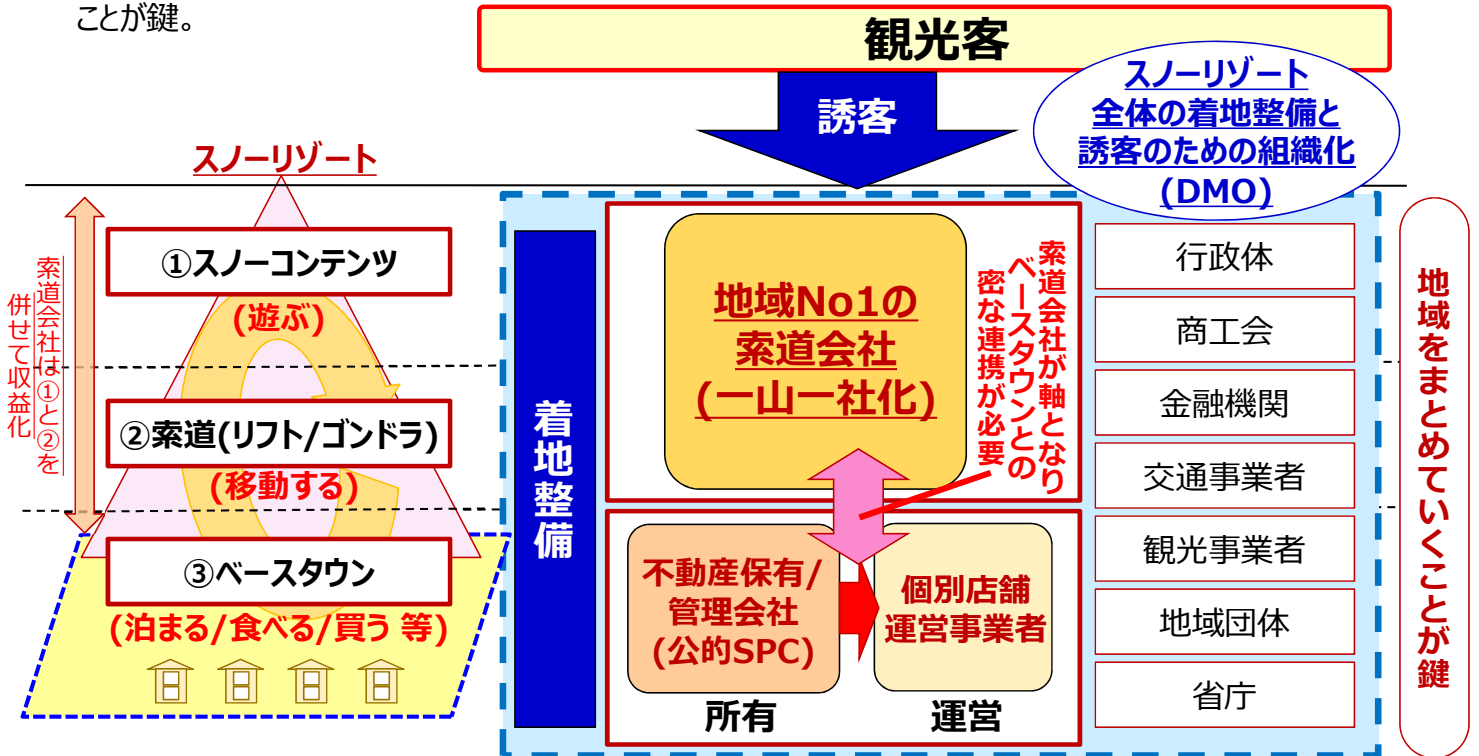 ことが鍵。
観光客
誘客
スノーリゾート
全体の着地整備と
誘客のための組織化
(DMO)
スノーリゾート
①スノーコンテンツ
(遊ぶ)
②索道(リフト/ゴンドラ)
(移動する)
③ベースタウン
(泊まる/食べる/買う 等)
索道会社は①と②を
併せて収益化
着地整備
地域No1の
索道会社
(一山一社化)
索道会社が軸となり
ベースタウンとの
密な連携が必要
不動産保有/
管理会社
(公的SPC)
個別店舗
運営事業者
所有
運営
行政体
商工会
金融機関
交通事業者
観光事業者
地域団体
省庁
地域をまとめていくことが鍵